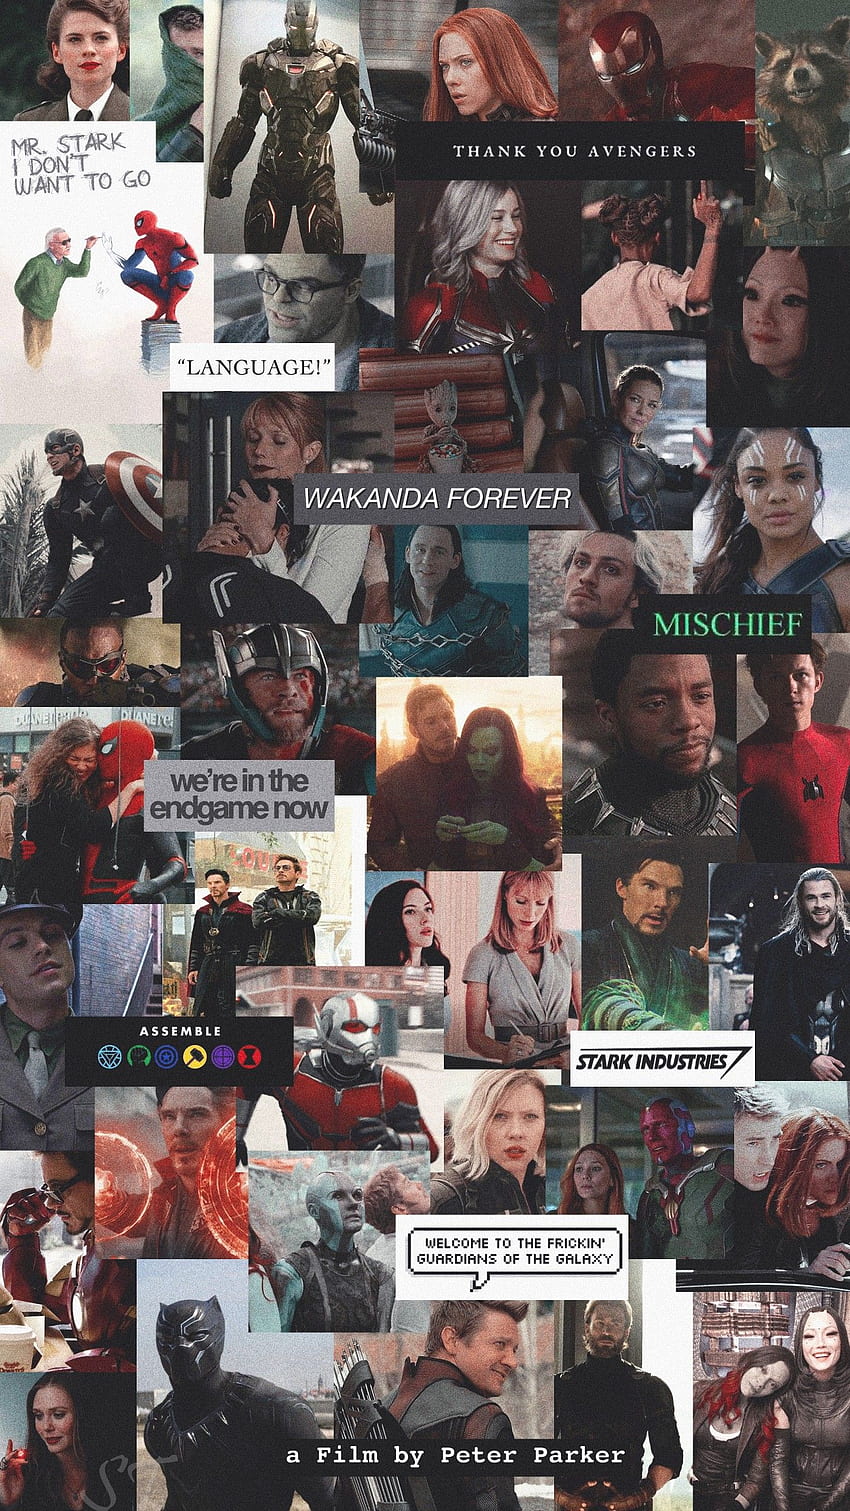 MR. STARK
I DON'T
WANT TO GO
THANK YOU AVENGERS
“LANGUAGE!”
WAKANDA FOREVER
MISCHIEF
we're in the
endgame now
ASSEMBLE
STARK INDUSTRIES
WELCOME TO THE FRICKIN'
GUARDIANS OF THE GALAXY
a Film by Peter Parker